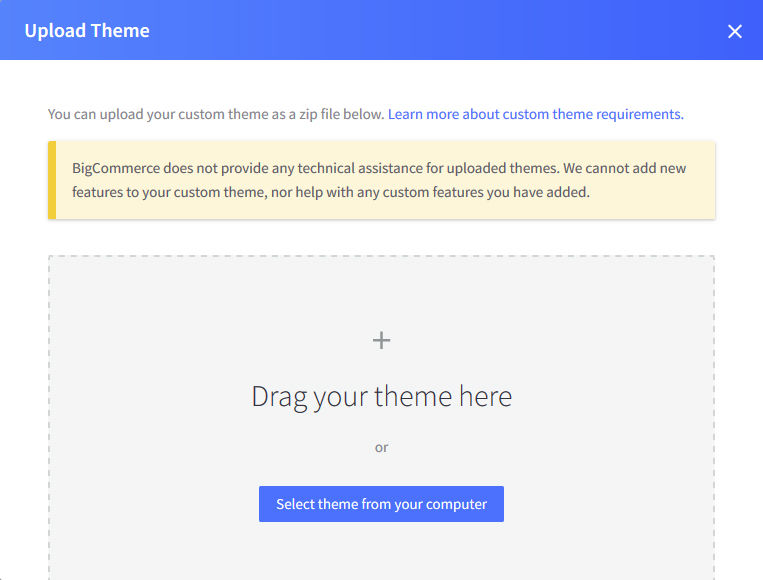 Upload Theme
You can upload your custom theme as a zip file below. Learn more about custom theme requirements.
BigCommerce does not provide any technical assistance for uploaded themes. We cannot add new
features to your custom theme, nor help with any custom features you have added.
Drag your theme here
or
Select theme from your computer